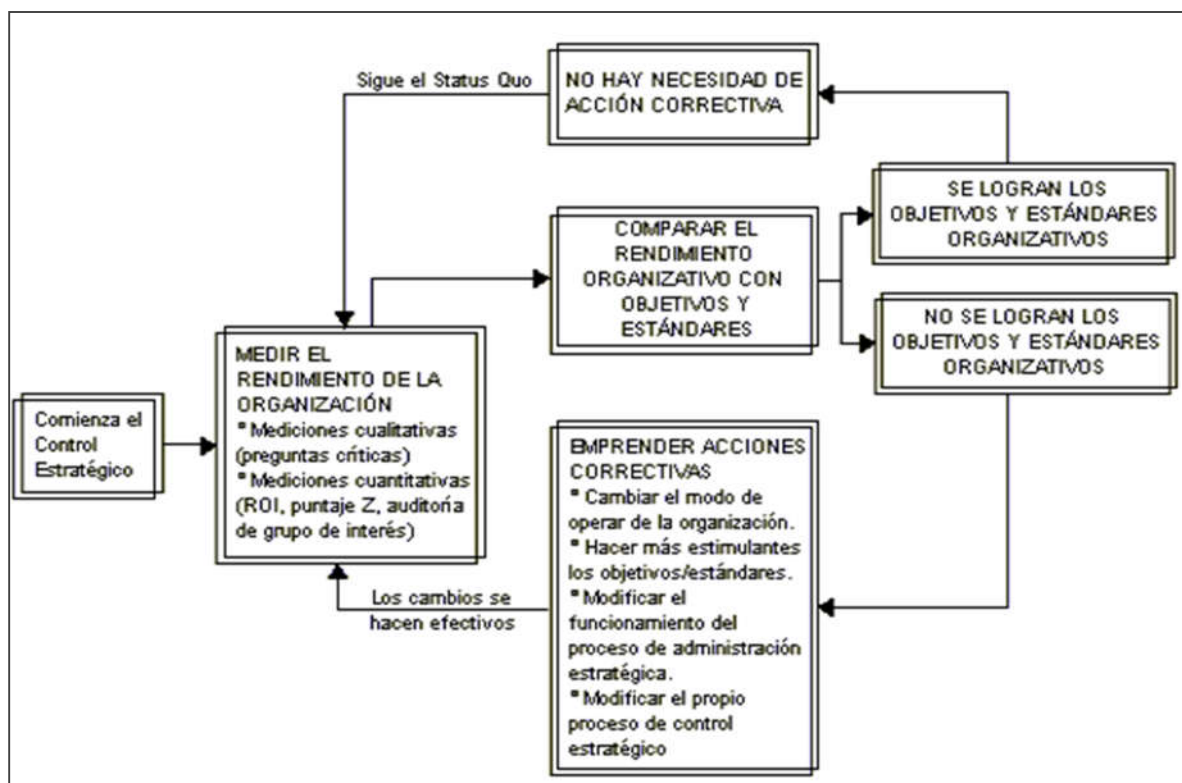 Sigue el Status Quo
NO HAY NECESIDAD DE
ACCIÓN CORRECTIVA
SE LOGRAN LOS
OBJETIVOS Y ESTÁNDARES
ORGANIZATIVOS
COMPARAR EL
RENDIMIENTO
ORGANIZATIVO CON
OBJETIVOS Y
ESTÁNDARES
NO SE LOGRAN LOS
OBJETIVOS Y ESTÁNDARES
ORGANIZATIVOS
MEDIR EL
RENDIMIENTO DE LA
ORGANIZACIÓN
* Mediciones cualitativas
(preguntas críticas)
* Mediciones cuantitativas
(ROI, puntaje Z, auditoría
de grupo de interés)
Comienza el
Control
Estratégico
EMPRENDER ACCIONES
CORRECTIVAS
* Cambiar el modo de
operar de la organización.
* Hacer más estimulantes
los objetivos/estándares.
* Modificar el
funcionamiento del
proceso de administración
estratégica.
* Modificar el propio
proceso de control
estratégico
Los cambios se
hacen efectivos